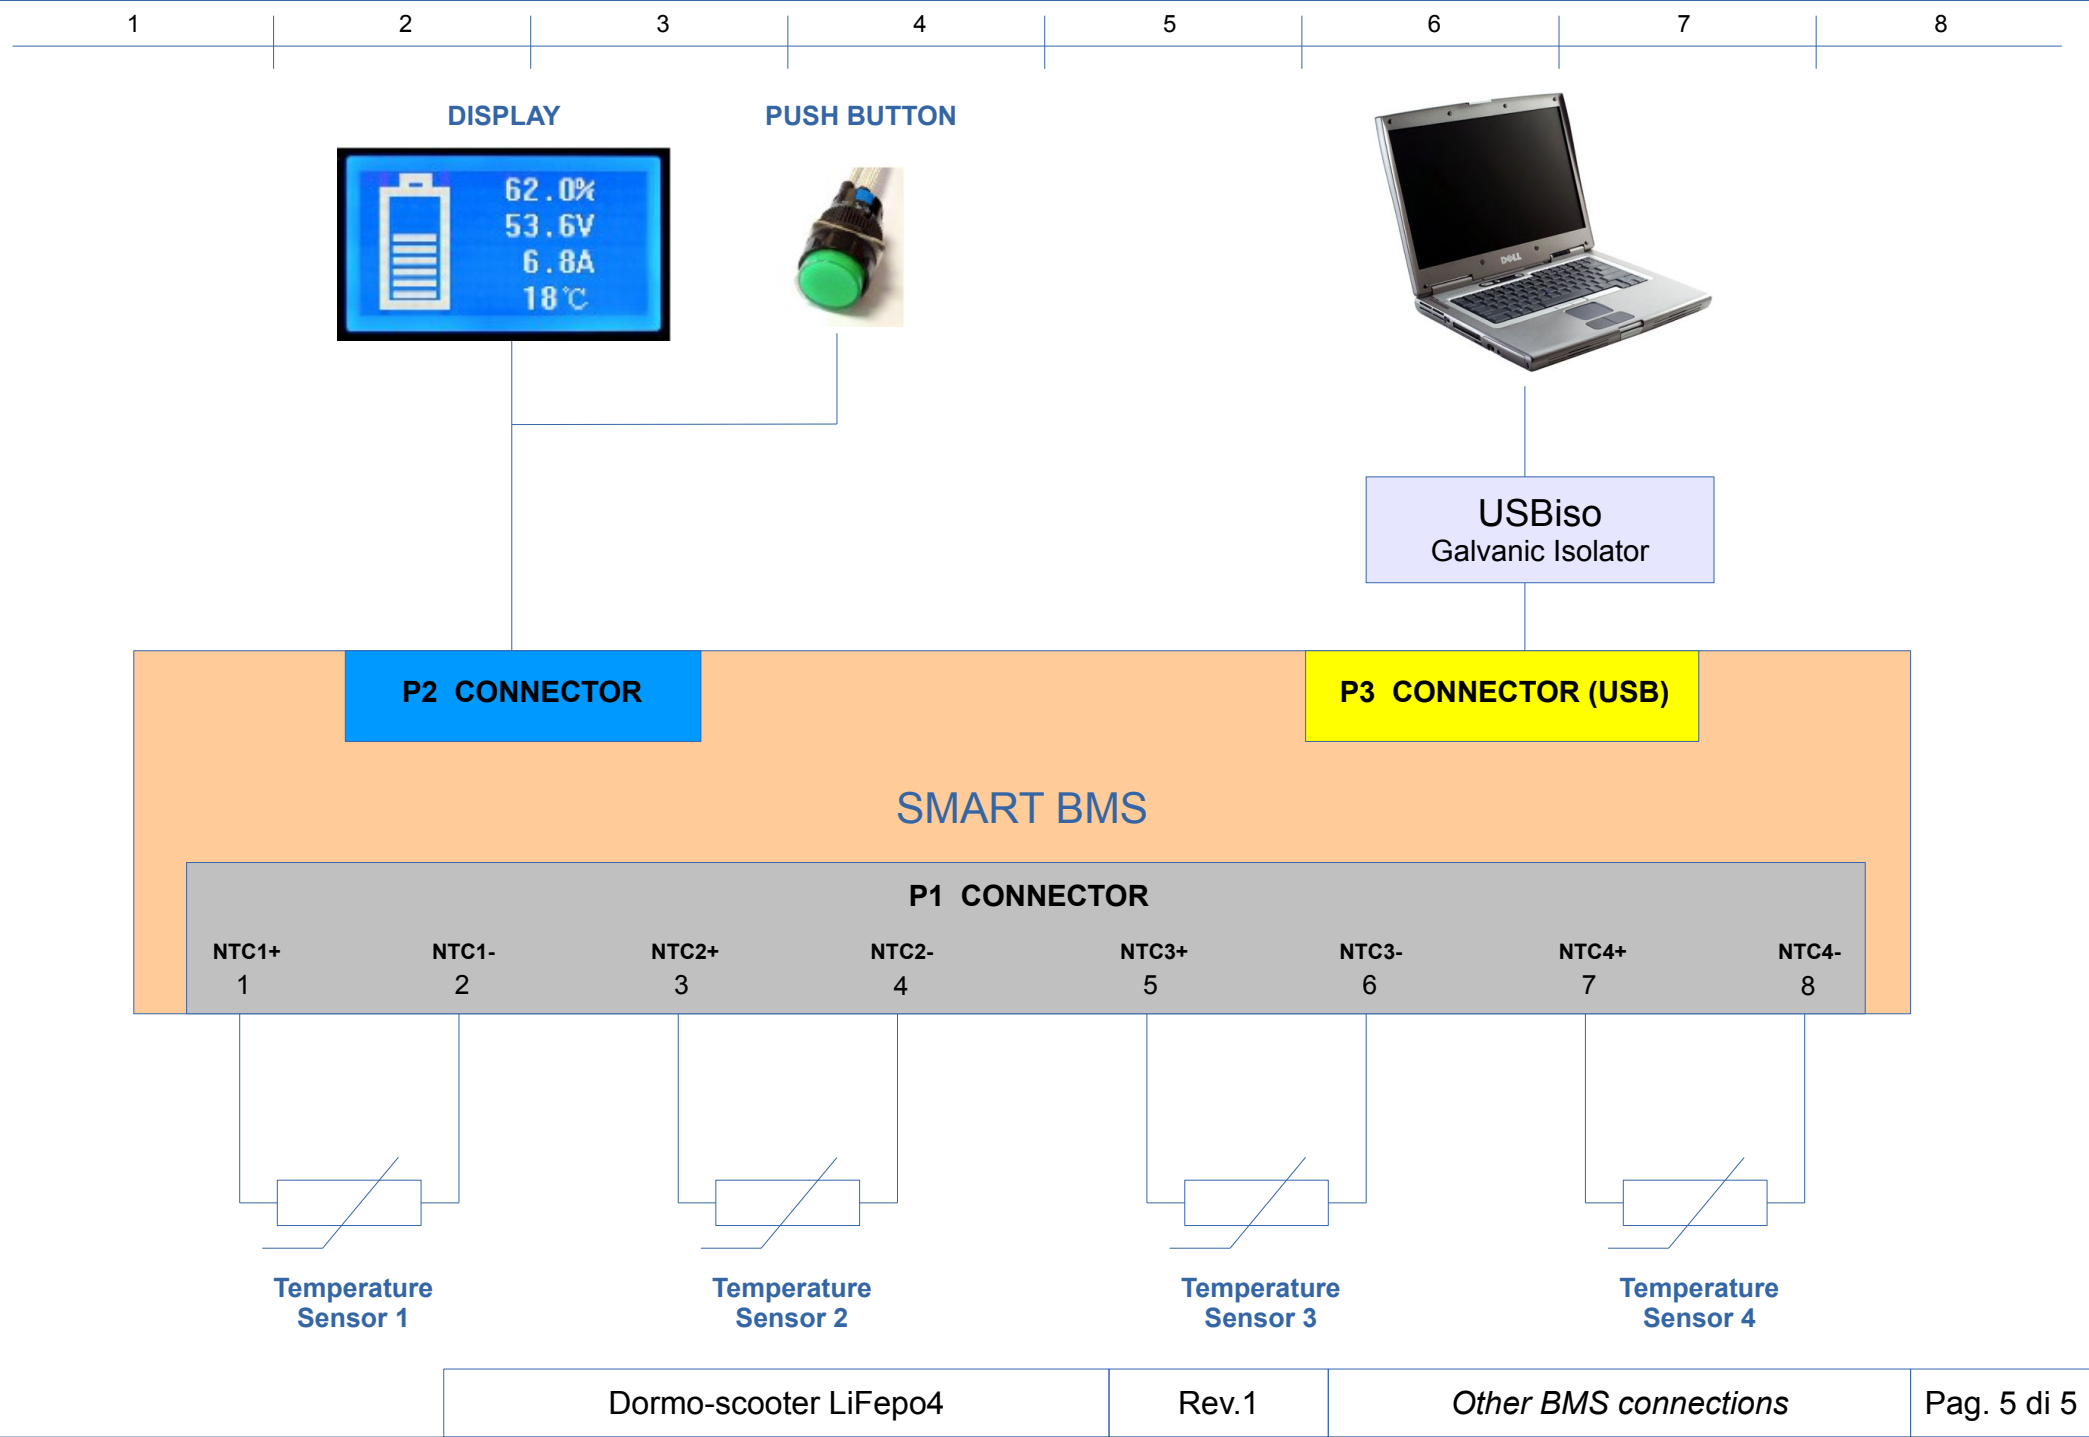 1 2 3 4 5 6 7 8
DISPLAY PUSH BUTTON
62.0%
53.6V
6.8A
18℃
DELL
USBiso
Galvanic Isolator
P2 CONNECTOR P3 CONNECTOR (USB)
SMART BMS
P1 CONNECTOR
NTC1+ NTC1- NTC2+ NTC2- NTC3+ NTC3- NTC4+ NTC4-
1 2 3 4 5 6 7 8
Temperature Temperature Temperature Temperature
Sensor 1 Sensor 2 Sensor 3 Sensor 4
Dormo-scooter LiFepo4 Rev.1 Other BMS connections Pag. 5 di 5